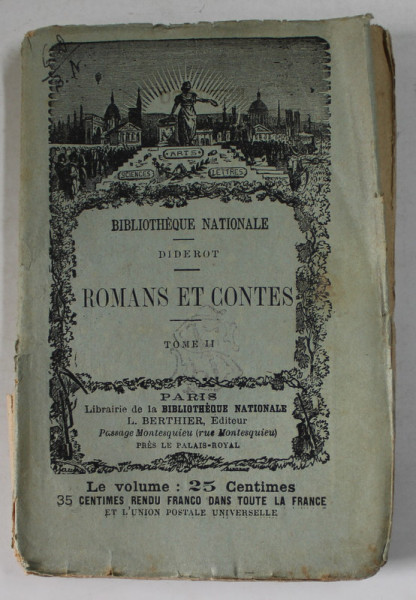 ARTS
SCIENCES LETTRES
BIBLIOTHÈQUE NATIONALE
DIDEROT
ROMANS ET CONTES
TOME II
PARIS
Librairie de la BIBLIOTHÈQUE NATIONALE
L. BERTHIER, Editeur
Passage Montesquieu (rue Montesquieu)
PRÈS LE PALAIS-ROYAL
Le volume : 25 Centimes
35 CENTIMES RENDU FRANCO DANS TOUTE LA FRANCE
ET L'UNION POSTALE UNIVERSELLE